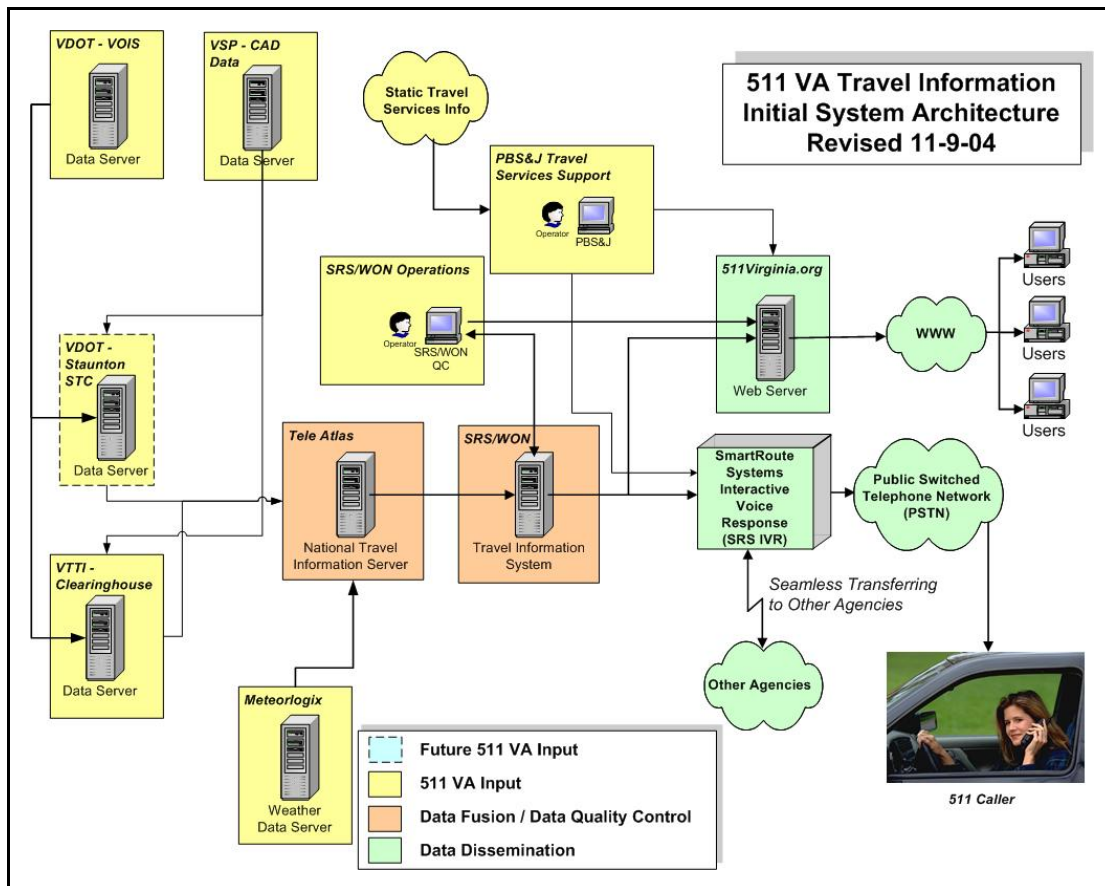 VDOT - VOIS
Data Server
VSP - CAD
Data
Data Server
Static Travel
Services Info
511 VA Travel Information
Initial System Architecture
Revised 11-9-04
PBS&J Travel
Services Support
Operator
PBS&J
SRS/WON Operations
Operator
SRS/WON
QC
511Virginia.org
Web Server
WWW
Users
Users
Users
VDOT -
Staunton
STC
Data Server
Tele Atlas
National Travel
Information Server
SRS/WON
Travel Information
System
SmartRoute
Systems
Interactive
Voice
Response
(SRS IVR)
Public Switched
Telephone Network
(PSTN)
VTTI -
Clearinghouse
Data Server
Seamless Transferring
to Other Agencies
Other Agencies
Meteorlogix
Weather
Data Server
Future 511 VA Input
511 VA Input
Data Fusion / Data Quality Control
Data Dissemination
511 Caller